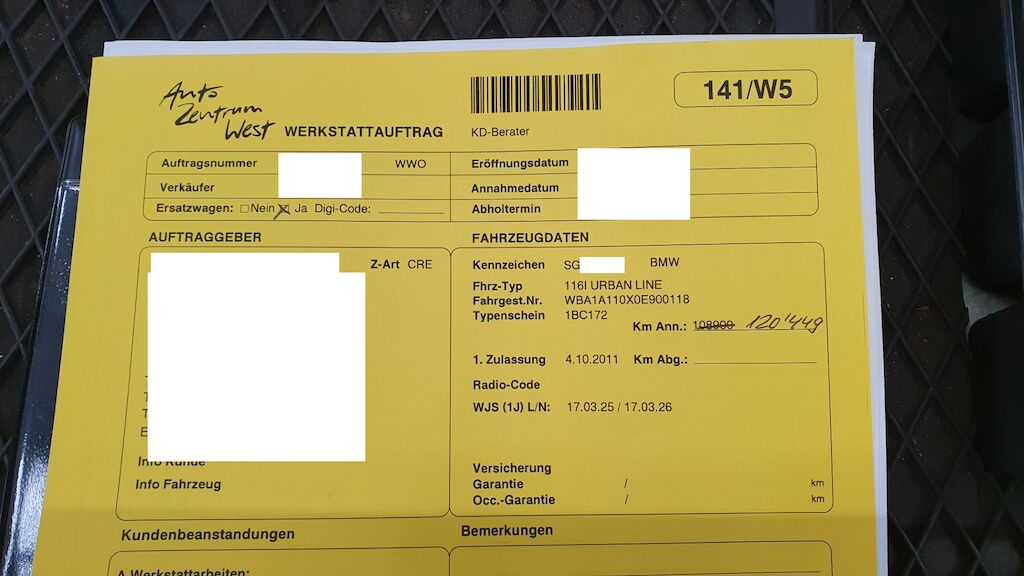 Auto
Zentrum
West WERKSTATTAUFTRAG
KD-Berater
141/W5
Auftragsnummer WWO
Verkäufer
Ersatzwagen: Nein Ja Digi-Code:
Eröffnungsdatum
Annahmedatum
Abholtermin
AUFTRAGGEBER
Z-Art CRE
Info Kunde
Info Fahrzeug
FAHRZEUGDATEN
Kennzeichen SG BMW
Fhrz-Typ 116I URBAN LINE
Fahrgest.Nr. WBA1A110X0E900118
Typenschein 1BC172
Km Ann.: 108900 120'449
1. Zulassung 4.10.2011 Km Abg.:
Radio-Code
WJS (1J) L/N: 17.03.25 / 17.03.26
Versicherung
Garantie / km
Occ.-Garantie / km
Kundenbeanstandungen
Bemerkungen
A Werkstattarbeiten: